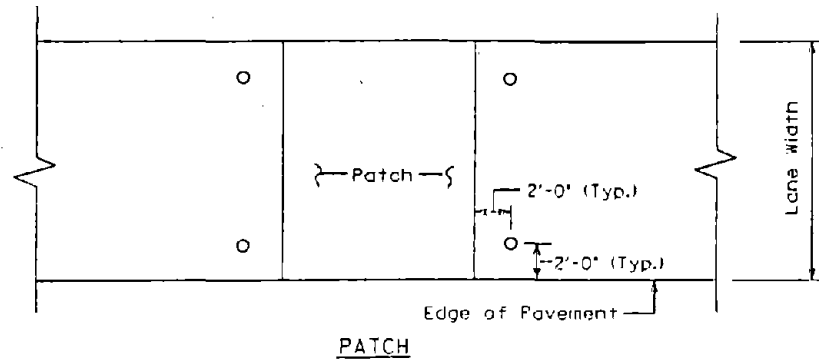 Patch
2'-0" (Typ.)
2'-0" (Typ.)
Lane Width
Edge of Pavement
PATCH